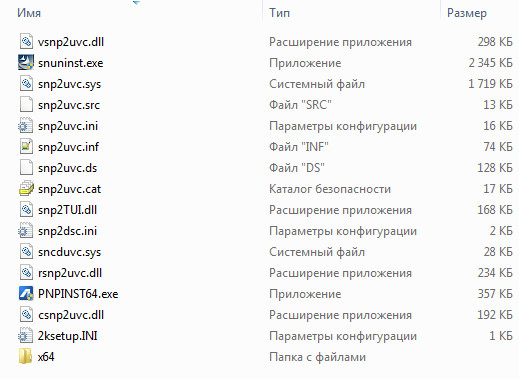 Имя Тип Размер
vsnp2uvc.dll Расширение приложения 298 КБ
snuninst.exe Приложение 2 345 КБ
snp2uvc.sys Системный файл 1 719 КБ
snp2uvc.src Файл "SRC" 13 КБ
snp2uvc.ini Параметры конфигурации 16 КБ
snp2uvc.inf Файл "INF" 74 КБ
snp2uvc.ds Файл "DS" 128 КБ
snp2uvc.cat Каталог безопасности 17 КБ
snp2TUI.dll Расширение приложения 168 КБ
snp2dsc.ini Параметры конфигурации 2 КБ
sncduvc.sys Системный файл 28 КБ
rsnp2uvc.dll Расширение приложения 234 КБ
PNPINST64.exe Приложение 357 КБ
csnp2uvc.dll Расширение приложения 192 КБ
2ksetup.INI Параметры конфигурации 1 КБ
x64 Папка с файлами